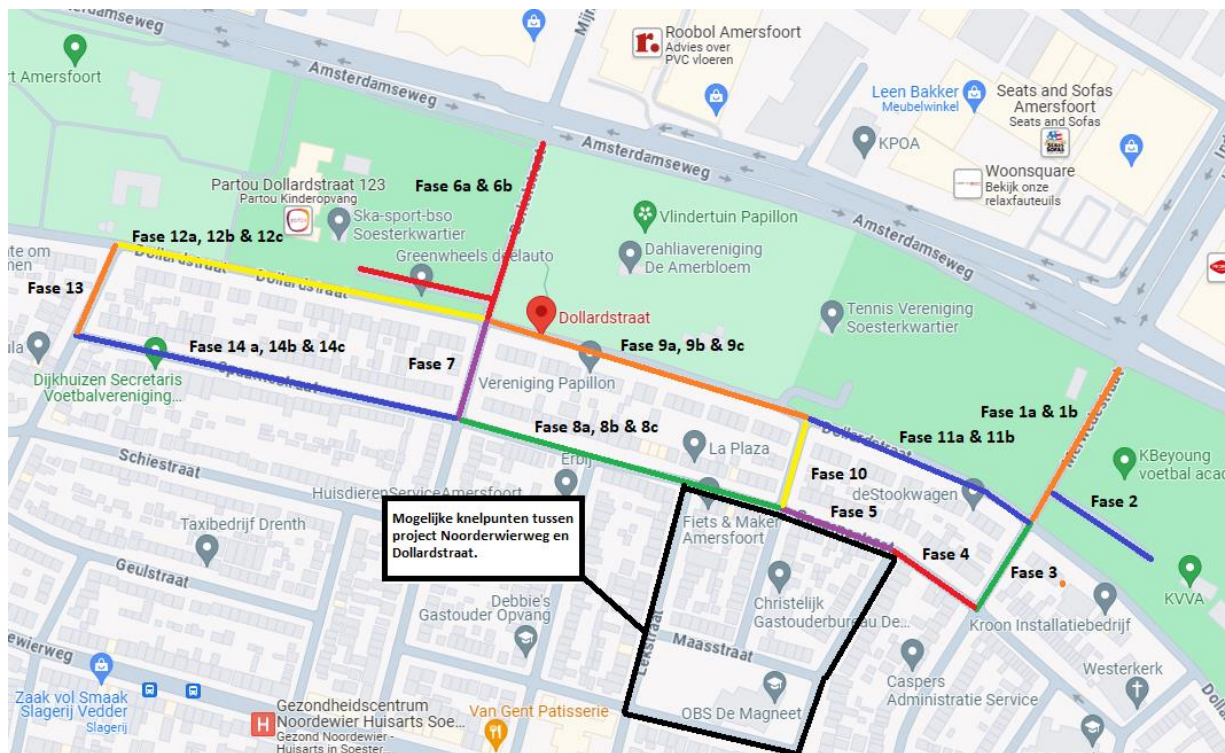 Roobol Amersfoort
Advies over
PVC vloeren
rt Amersfoort
Amsterdamseweg
Leen Bakker
Meubelwinkel
Seats and Sofas
Amersfoort
Seats and Sofas
KPOA
Amsterdamseweg
Woonsquare
Bekijk onze
relaxfauteuils
Partou Dollardstraat 123
Partou Kinderopvang
Fase 6a & 6b
Ska-sport-bso
Soesterkwartier
Vlindertuin Papillon
Dahliavereniging
De Amerbloem
Amsterdamseweg
Fase 12a, 12b & 12c
Greenwheels deelauto
Dollardstraat
Dollardstraat
Fase 13
Dollardstraat
Tennis Vereniging
Soesterkwartier
Fase 14 a, 14b & 14c
Fase 7
Fase 9a, 9b & 9c
Vereniging Papillon
Dijkhuizen Secretaris
Voetbalvereniging...
Fase 8a, 8b & 8c
Fase 1a & 1b
Merwedestraat
Dollardstraat
Fase 11a & 11b
La Plaza
KBeyoung
voetbal acad
Schiestraat
Erbij
Fase 10
deStookwagen
Fase 2
HuisdierenServiceAmersfoort
Fiets & Maker
Amersfoort
Fase 5
Taxibedrijf Drenth
Mogelijke knelpunten tussen
project Noorderwierweg en
Dollardstraat.
Fase 4
Fase 3
KVVA
Geulstraat
Debbie's
Gastouder Opvang
Christelijk
Gastouderbureau De...
Kroon Installatiebedrijf
Lekstraat
Maasstraat
Caspers
Administratie Service
Westerkerk
ewierweg
Zaak vol Smaak
Slagerij Vedder
Slagerij
Gezondheidscentrum
Noordewier Huisarts Soe...
Gezond Noordewier -
Huisarts in Soester
Van Gent Patisserie
OBS De Magneet